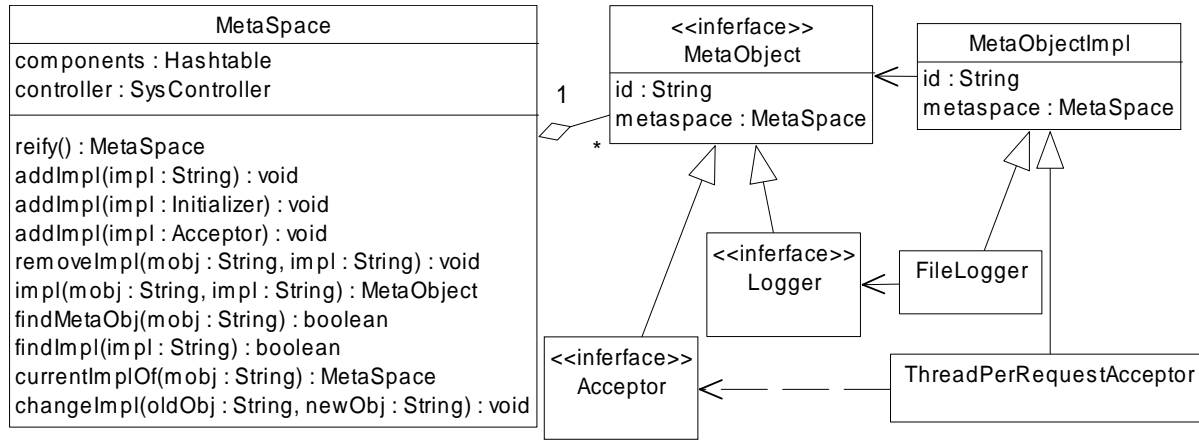 MetaSpace
components : Hashtable
controller : SysController
reify() : MetaSpace
addImpl(impl : String) : void
addImpl(impl : Initializer) : void
addImpl(impl : Acceptor) : void
removeImpl(mobj : String, impl : String) : void
impl(mobj : String, impl : String) : MetaObject
findMetaObj(mobj : String) : boolean
findImpl(impl : String) : boolean
currentImplOf(mobj : String) : MetaSpace
changeImpl(oldObj : String, newObj : String) : void
1
*
<<inferface>>
MetaObject
id : String
metaspace : MetaSpace
MetaObjectImpl
id : String
metaspace : MetaSpace
<<inferface>>
Logger
FileLogger
<<inferface>>
Acceptor
ThreadPerRequestAcceptor